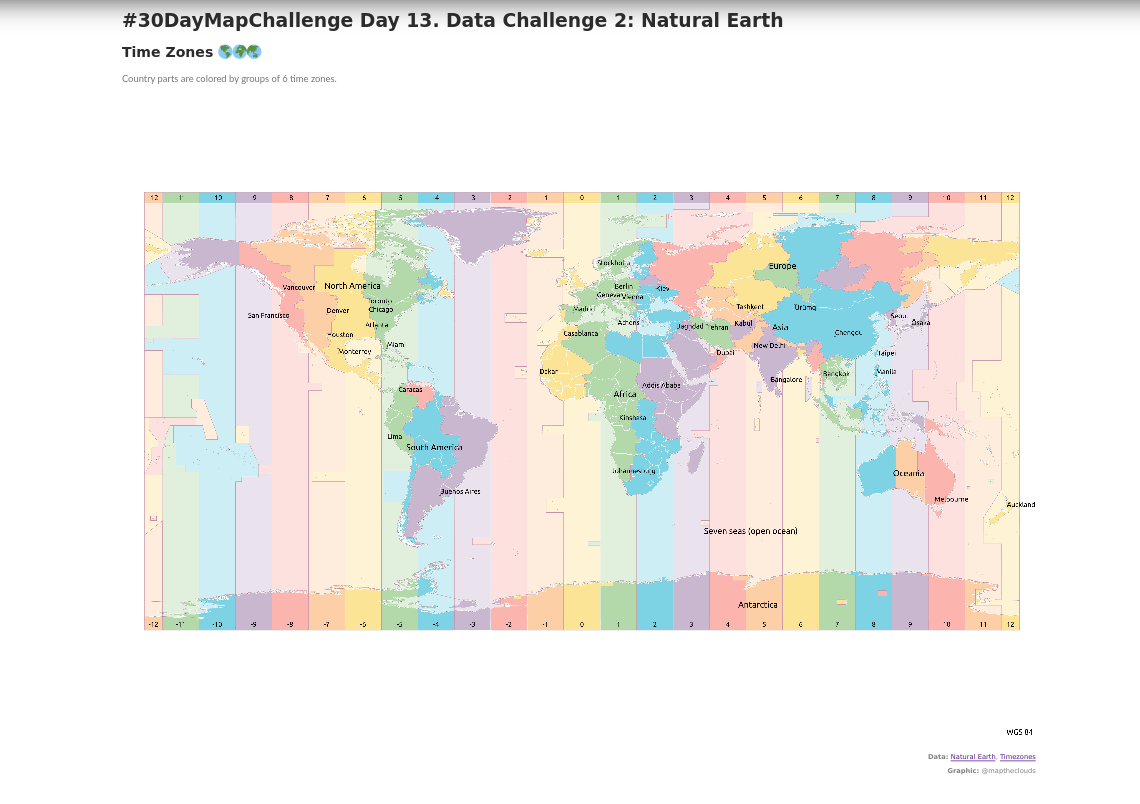 #30DayMapChallenge Day 13. Data Challenge 2: Natural Earth
Time Zones
Country parts are colored by groups of 6 time zones.
-12 -11 -10 -9 -8 -7 -6 -5 -4 -3 -2 -1 0 1 2 3 4 5 6 7 8 9 10 11 12
Stockholm
Europe
Vancouver
North America
Berlin
Kiev
Geneva
Vienna
Toronto
Denver
Chicago
Madrid
Tashkent
Ürümqi
San Francisco
Atlanta
Athens
Baghdad
Tehran
Kabul
Asia
Seoul
Osaka
Houston
Casablanca
Chengdu
Monterrey
Miami
Dubai
New Delhi
Taipei
Dakar
Bangkok
Manila
Caracas
Addis Ababa
Bangalore
Africa
Lima
Kinshasa
South America
Johannesburg
Oceania
Buenos Aires
Melbourne
Auckland
Seven seas (open ocean)
Antarctica
-12 -11 -10 -9 -8 -7 -6 -5 -4 -3 -2 -1 0 1 2 3 4 5 6 7 8 9 10 11 12
WGS 84
Data: Natural Earth, Timezones
Graphic: @maptheclouds